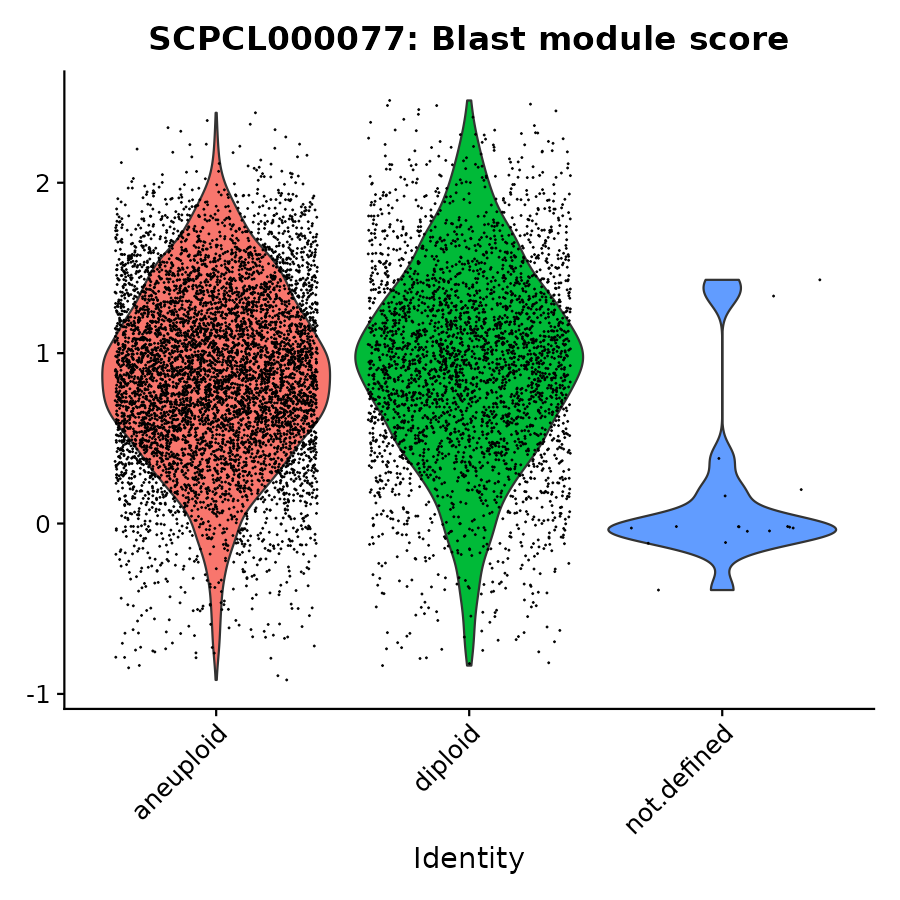 SCPCL000077: Blast module score
2
1
0
-1
aneuploid
diploid
not.defined
Identity